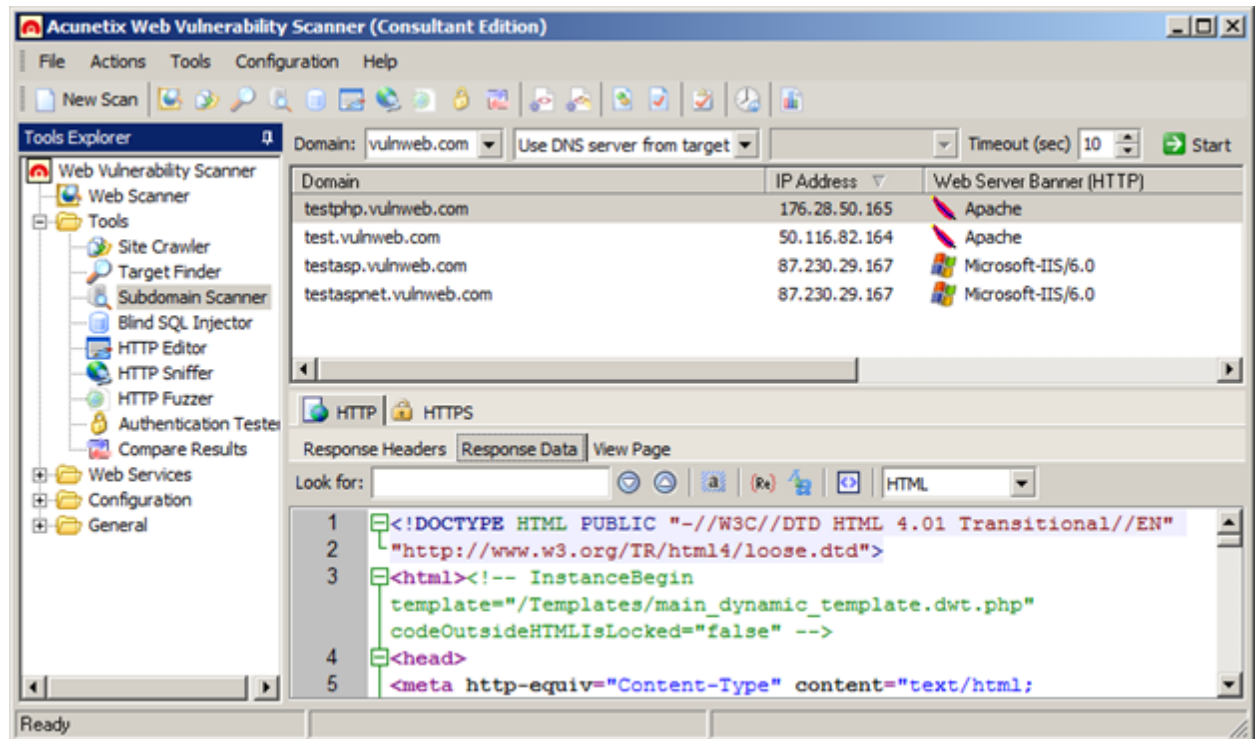 Acunetix Web Vulnerability Scanner (Consultant Edition)
File Actions Tools Configuration Help
New Scan
Tools Explorer
Domain: vulnweb.com Use DNS server from target Timeout (sec) 10 Start
Web Vulnerability Scanner
Web Scanner
Tools
Site Crawler
Target Finder
Subdomain Scanner
Blind SQL Injector
HTTP Editor
HTTP Sniffer
HTTP Fuzzer
Authentication Tester
Compare Results
Web Services
Configuration
General
Domain IP Address Web Server Banner (HTTP)
testphp.vulnweb.com 176.28.50.165 Apache
test.vulnweb.com 50.116.82.164 Apache
testasp.vulnweb.com 87.230.29.167 Microsoft-IIS/6.0
testaspnet.vulnweb.com 87.230.29.167 Microsoft-IIS/6.0
HTTP HTTPS
Response Headers Response Data View Page
Look for: a (Re) HTML
1 <!DOCTYPE HTML PUBLIC "-//W3C//DTD HTML 4.01 Transitional//EN"
2 "http://www.w3.org/TR/html4/loose.dtd">
3 <html><!-- InstanceBegin
template="/Templates/main_dynamic_template.dwt.php"
codeOutsideHTMLIsLocked="false" -->
4 <head>
5 <meta http-equiv="Content-Type" content="text/html;
Ready